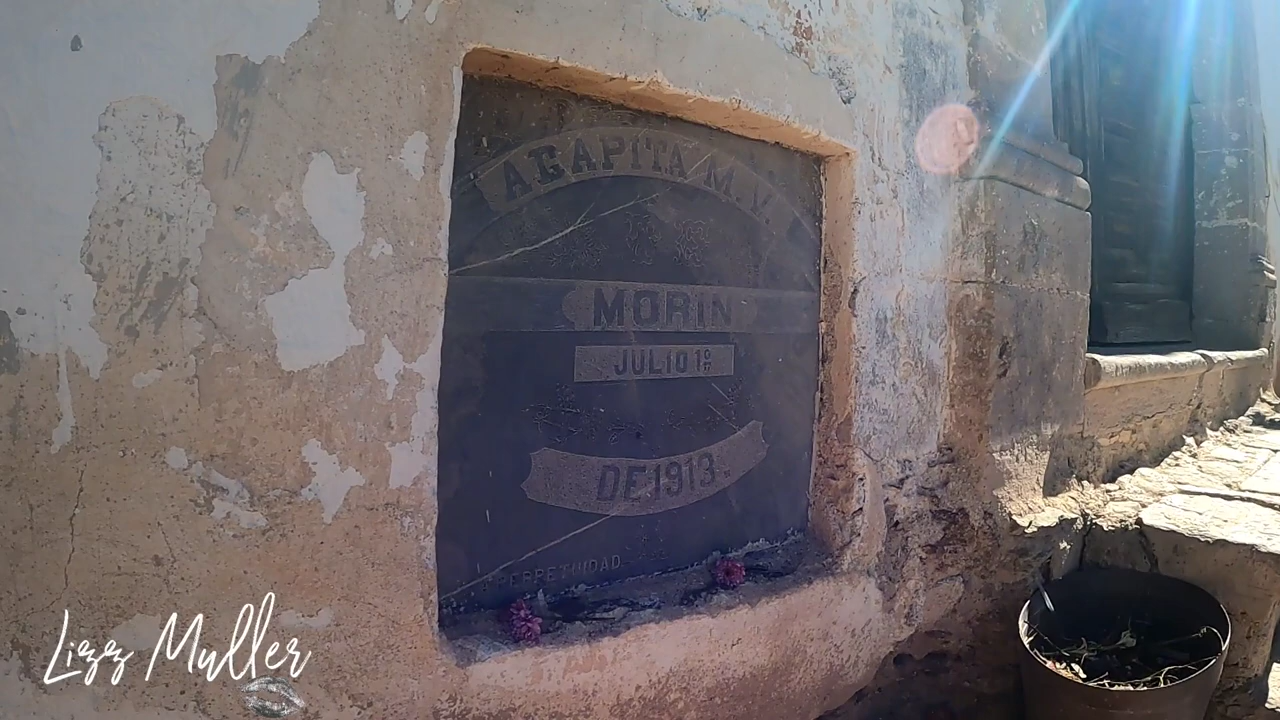 AGAPITA M. V.
MORIN
JULIO 1º
DE 1913
PERPETUIDAD
Lizz Muller